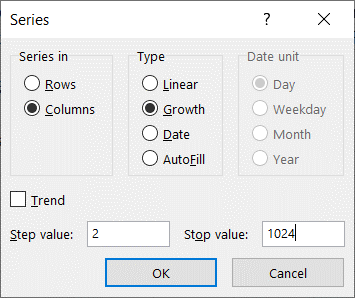 Series
?
Series in
Rows
Columns
Type
Linear
Growth
Date
AutoFill
Date unit
Day
Weekday
Month
Year
Trend
Step value: 2
Stop value: 1024
OK
Cancel